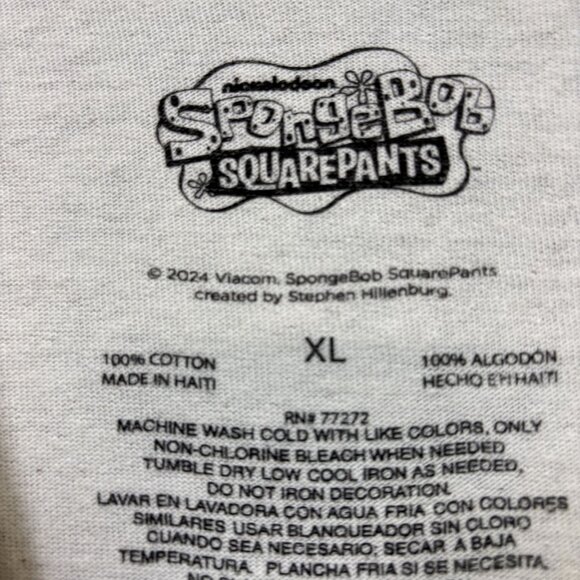 nickelodeon
SpongeBob
SQUAREPANTS
™
© 2024 Viacom. SpongeBob SquarePants
created by Stephen Hillenburg.
XL
100% COTTON
MADE IN HAITI
100% ALGODÓN
HECHO EN HAITI
RN# 77272
MACHINE WASH COLD WITH LIKE COLORS, ONLY
NON-CHLORINE BLEACH WHEN NEEDED
TUMBLE DRY LOW COOL IRON AS NEEDED,
DO NOT IRON DECORATION.
LAVAR EN LAVADORA CON AGUA FRIA CON COLORES
SIMILARES USAR BLANQUEADOR SIN CLORO
CUANDO SEA NECESARIO; SECAR A BAJA
TEMPERATURA. PLANCHA FRIA SI SE NECESITA,
NO